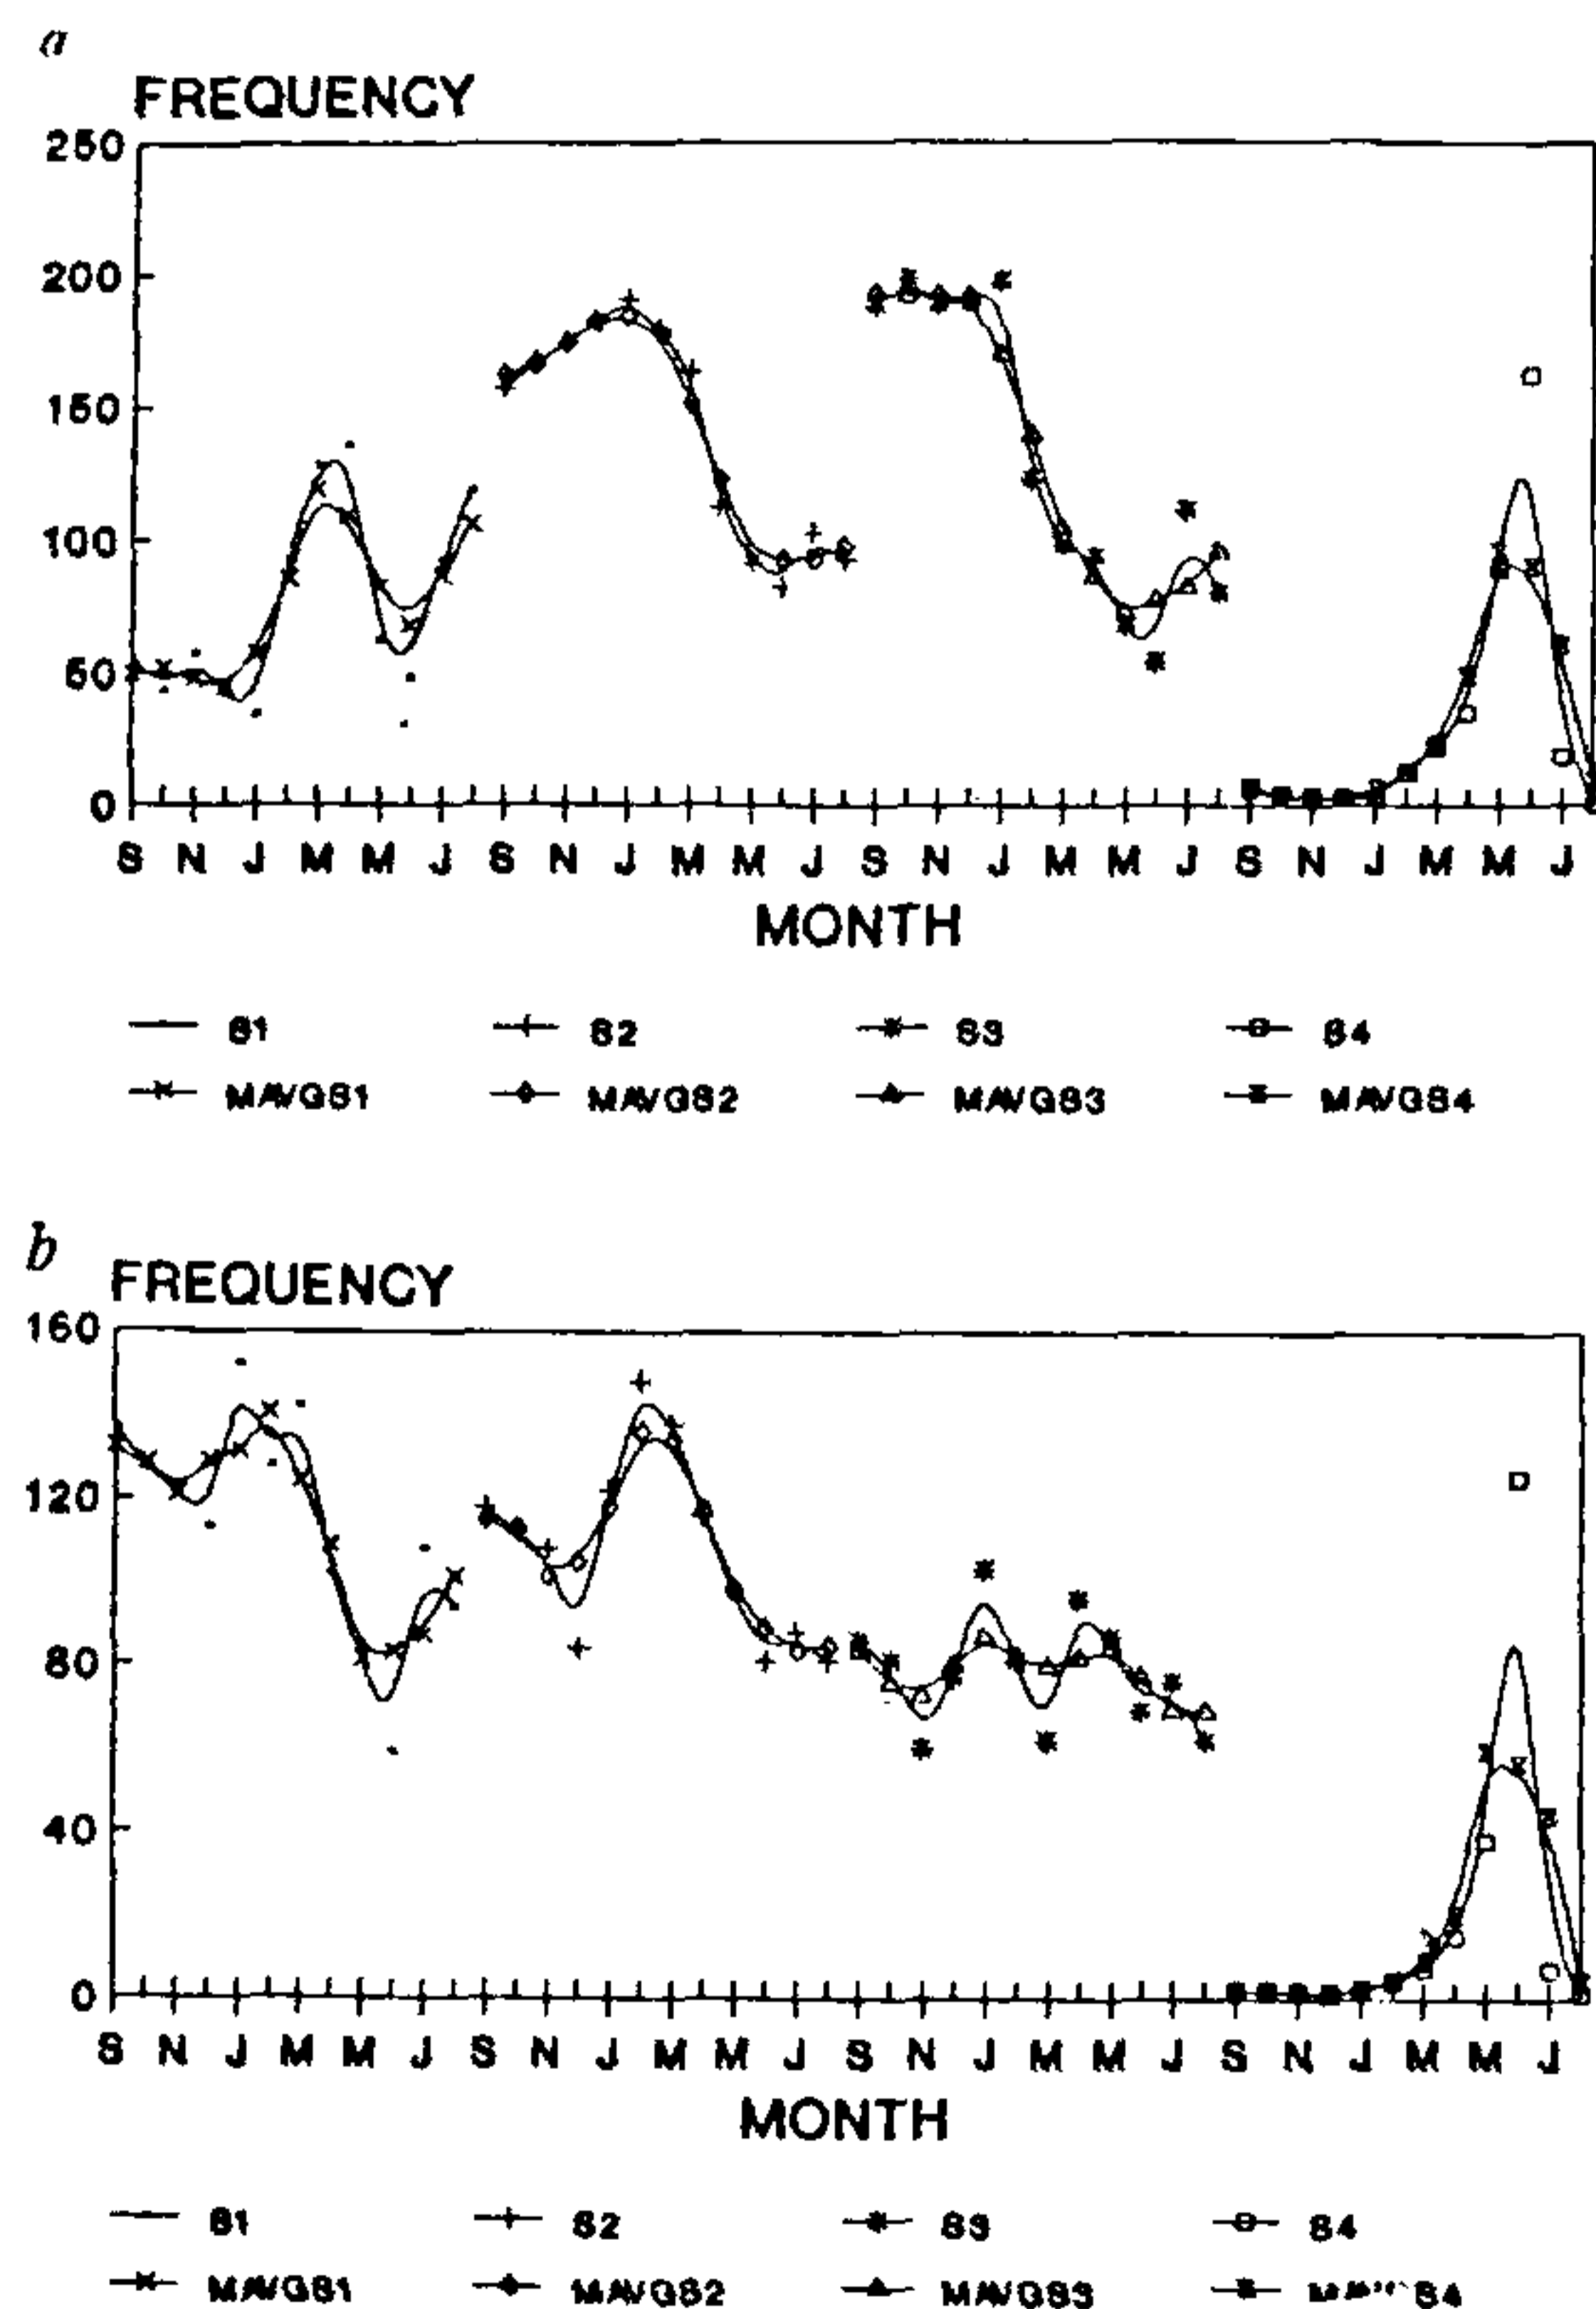 a
FREQUENCY
250
200
150
100
50
0
S N J M M J S N J M M J S N J M M J S N J M M J
MONTH
S1 S2 S3 S4
MAVGS1 MAVGS2 MAVGS3 MAVGS4
b
FREQUENCY
160
120
80
40
0
S N J M M J S N J M M J S N J M M J S N J M M J
MONTH
S1 S2 S3 S4
MAVGS1 MAVGS2 MAVGS3